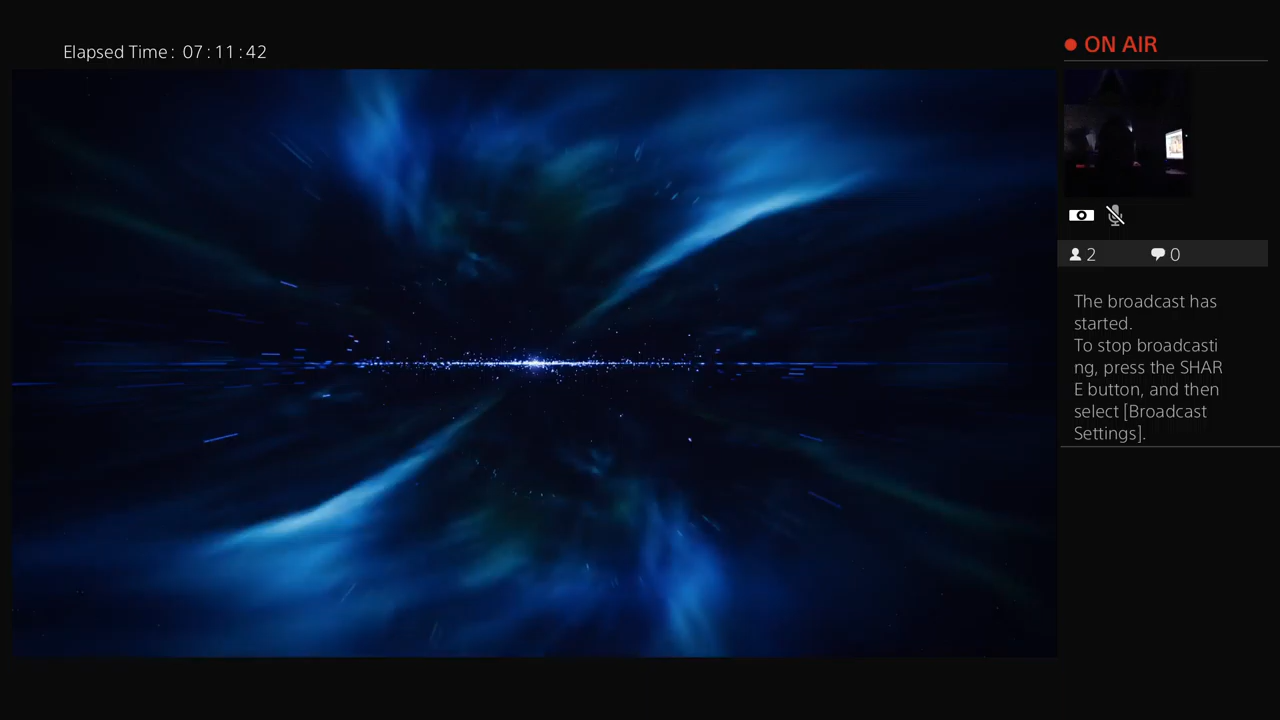 Elapsed Time: 07:11:42
ON AIR
2 0
The broadcast has
started.
To stop broadcasti
ng, press the SHAR
E button, and then
select [Broadcast
Settings].